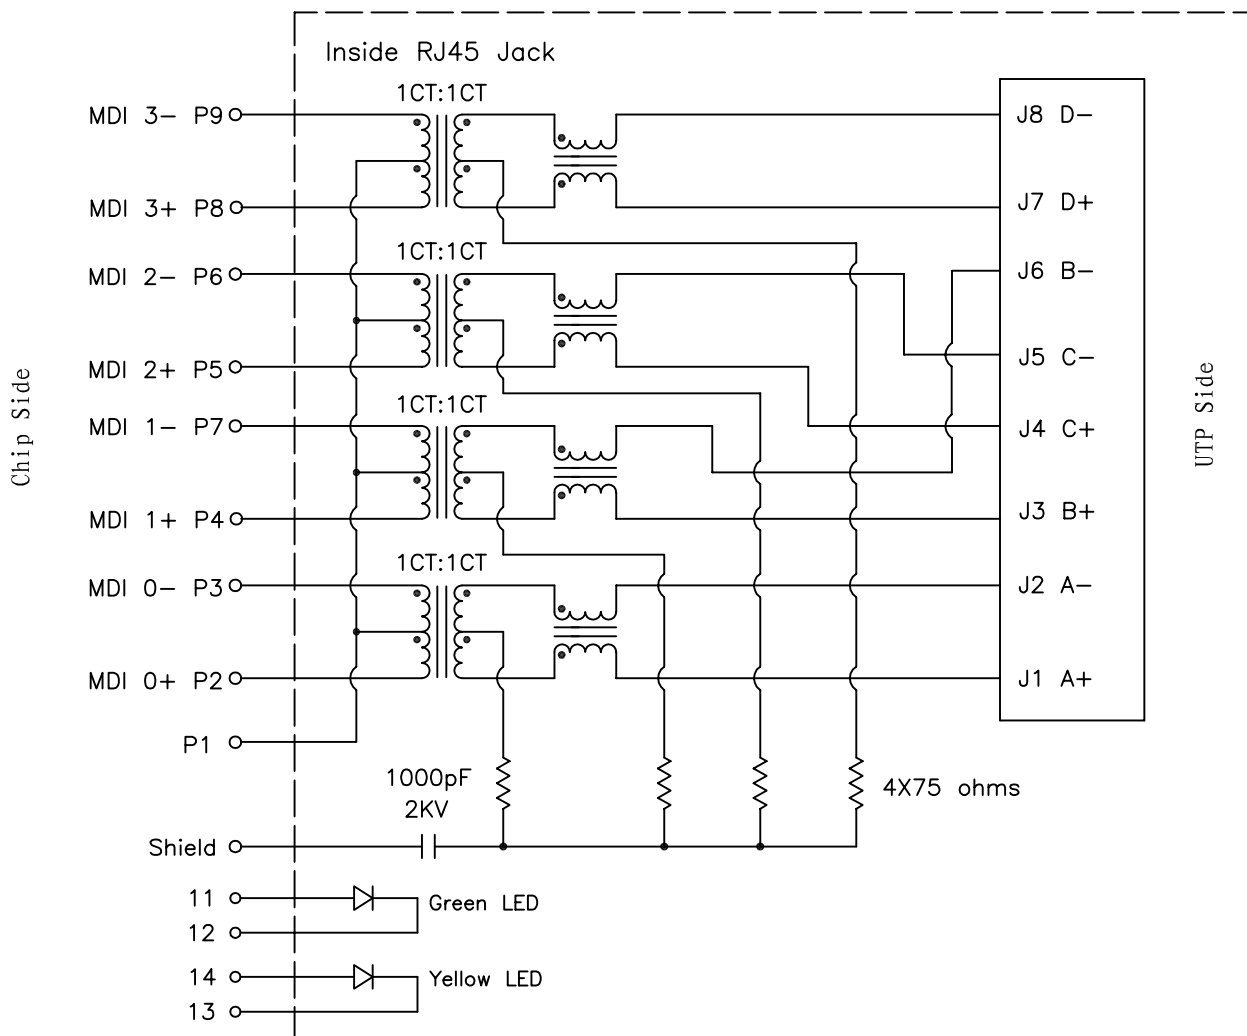 Inside RJ45 Jack
1CT:1CT
MDI 3- P9
J8 D-
MDI 3+ P8
J7 D+
1CT:1CT
MDI 2- P6
J6 B-
MDI 2+ P5
J5 C-
1CT:1CT
MDI 1- P7
J4 C+
MDI 1+ P4
J3 B+
1CT:1CT
MDI 0- P3
J2 A-
MDI 0+ P2
J1 A+
Chip Side
UTP Side
P1
1000pF
2KV
4X75 ohms
Shield
11
Green LED
12
14
Yellow LED
13